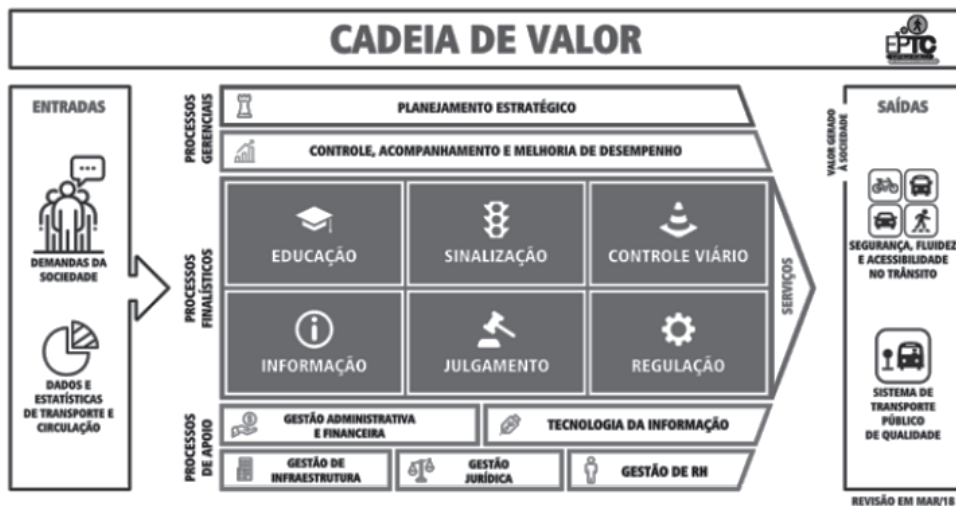 CADEIA DE VALOR
EPTC
ENTRADAS
DEMANDAS DA
SOCIEDADE
DADOS E
ESTATÍSTICAS
DE TRANSPORTE E
CIRCULAÇÃO
PROCESSOS
GERENCIAIS
PLANEJAMENTO ESTRATÉGICO
CONTROLE, ACOMPANHAMENTO E MELHORIA DE DESEMPENHO
PROCESSOS
FINALÍSTICOS
EDUCAÇÃO
SINALIZAÇÃO
CONTROLE VIÁRIO
INFORMAÇÃO
JULGAMENTO
REGULAÇÃO
SERVIÇOS
PROCESSOS
DE APOIO
GESTÃO ADMINISTRATIVA
E FINANCEIRA
TECNOLOGIA DA INFORMAÇÃO
GESTÃO DE
INFRAESTRUTURA
GESTÃO
JURÍDICA
GESTÃO DE RH
VALOR GERADO
À SOCIEDADE
SAÍDAS
SEGURANÇA, FLUIDEZ
E ACESSIBILIDADE
NO TRÂNSITO
SISTEMA DE
TRANSPORTE
PÚBLICO
DE QUALIDADE
REVISÃO EM MAR/18